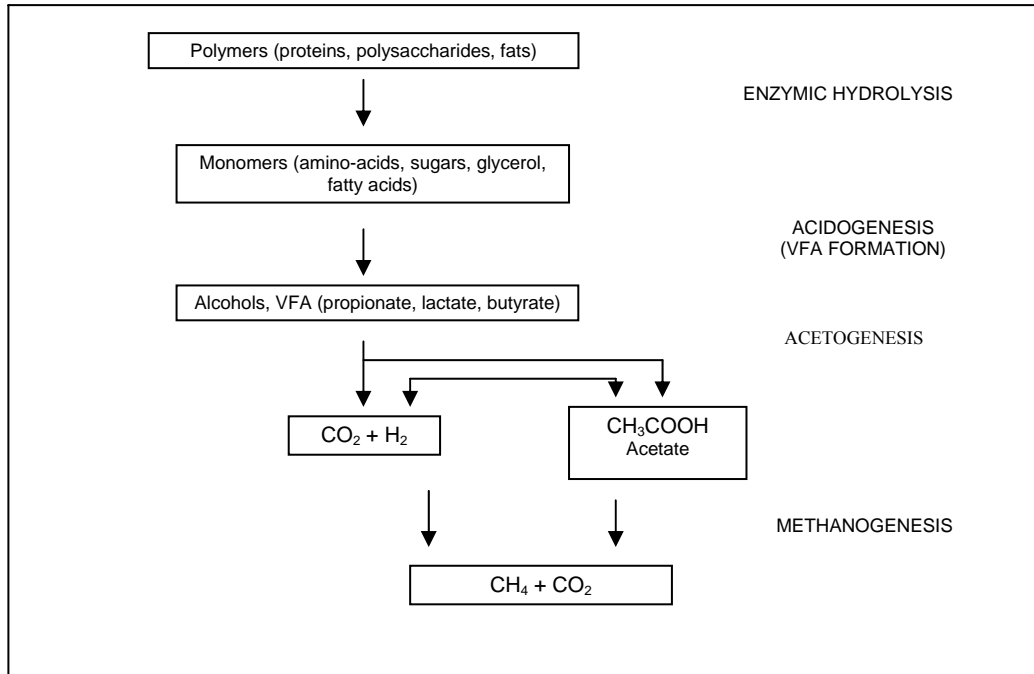 Polymers (proteins, polysaccharides, fats)
ENZYMIC HYDROLYSIS
Monomers (amino-acids, sugars, glycerol,
fatty acids)
ACIDOGENESIS
(VFA FORMATION)
Alcohols, VFA (propionate, lactate, butyrate)
ACETOGENESIS
CO₂ + H₂
CH₃COOH
Acetate
METHANOGENESIS
CH₄ + CO₂